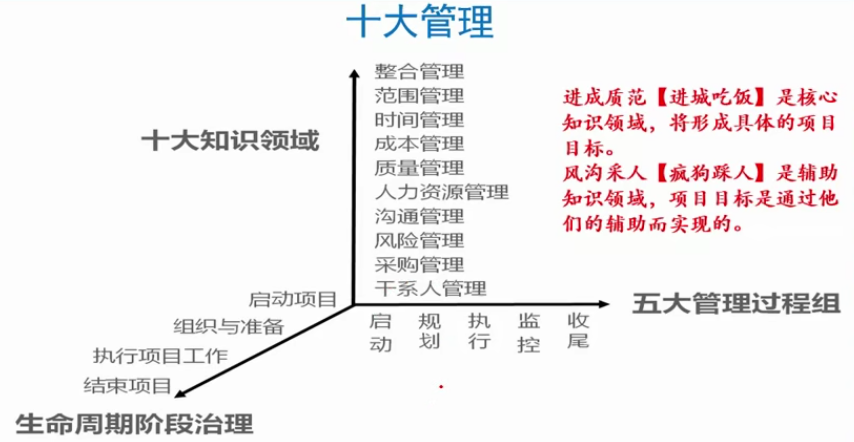 十大管理
十大知识领域
整合管理
范围管理
时间管理
成本管理
质量管理
人力资源管理
沟通管理
风险管理
采购管理
干系人管理
进成质范【进城吃饭】是核心
知识领域，将形成具体的项目
目标。
风沟采人【疯狗踩人】是辅助
知识领域，项目目标是通过他
们的辅助而实现的。
启动 规划 执行 监控 收尾
五大管理过程组
启动项目
组织与准备
执行项目工作
结束项目
生命周期阶段治理